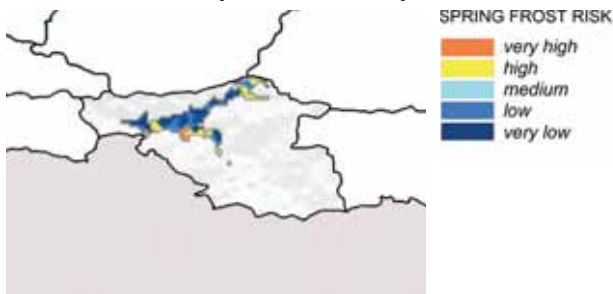 SPRING FROST RISK
very high
high
medium
low
very low